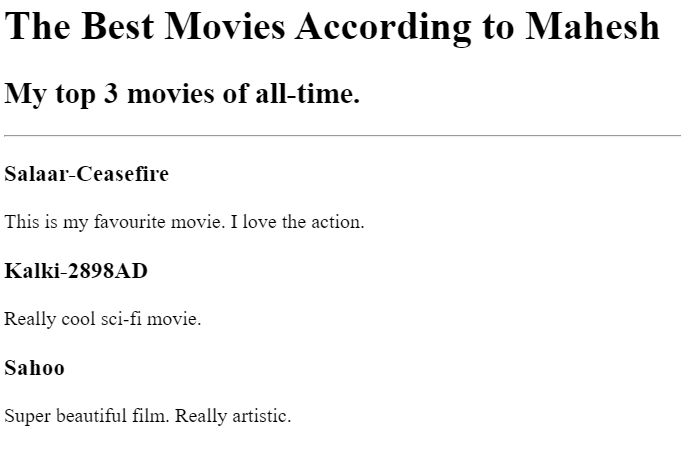 The Best Movies According to Mahesh
My top 3 movies of all-time.
Salaar-Ceasefire
This is my favourite movie. I love the action.
Kalki-2898AD
Really cool sci-fi movie.
Sahoo
Super beautiful film. Really artistic.